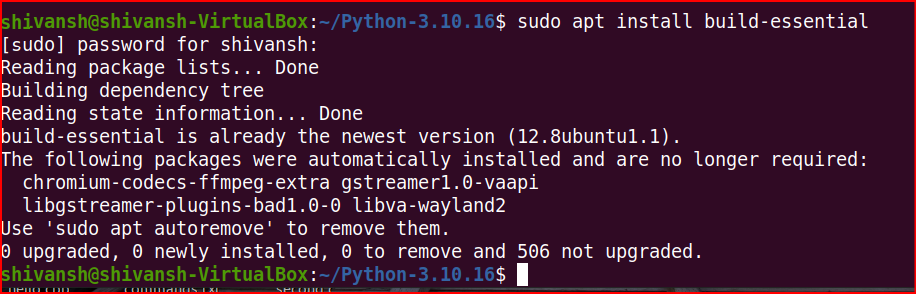 shivansh@shivansh-VirtualBox:~/Python-3.10.16$ sudo apt install build-essential
[sudo] password for shivansh:
Reading package lists... Done
Building dependency tree
Reading state information... Done
build-essential is already the newest version (12.8ubuntu1.1).
The following packages were automatically installed and are no longer required:
  chromium-codecs-ffmpeg-extra gstreamer1.0-vaapi
  libgstreamer-plugins-bad1.0-0 libva-wayland2
Use 'sudo apt autoremove' to remove them.
0 upgraded, 0 newly installed, 0 to remove and 506 not upgraded.
shivansh@shivansh-VirtualBox:~/Python-3.10.16$